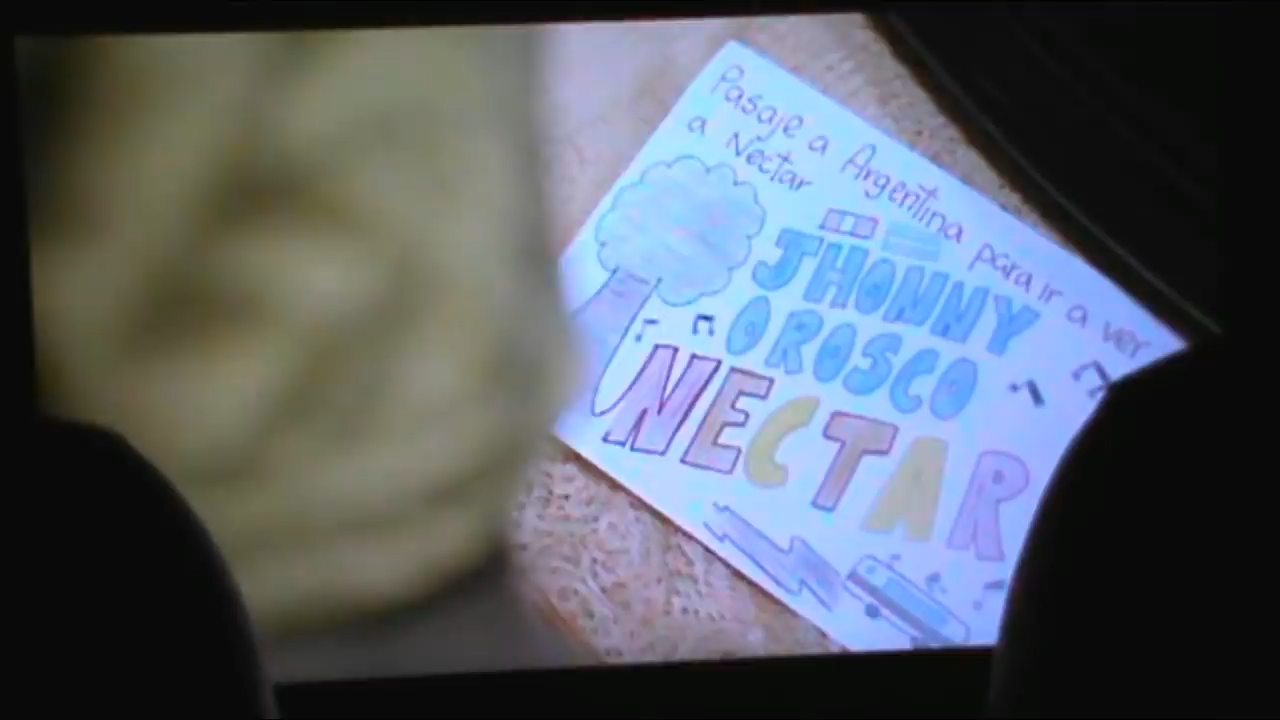 Pasaje a Argentina para ir a ver
a Nectar
JHONNY
OROSCO
NECTAR